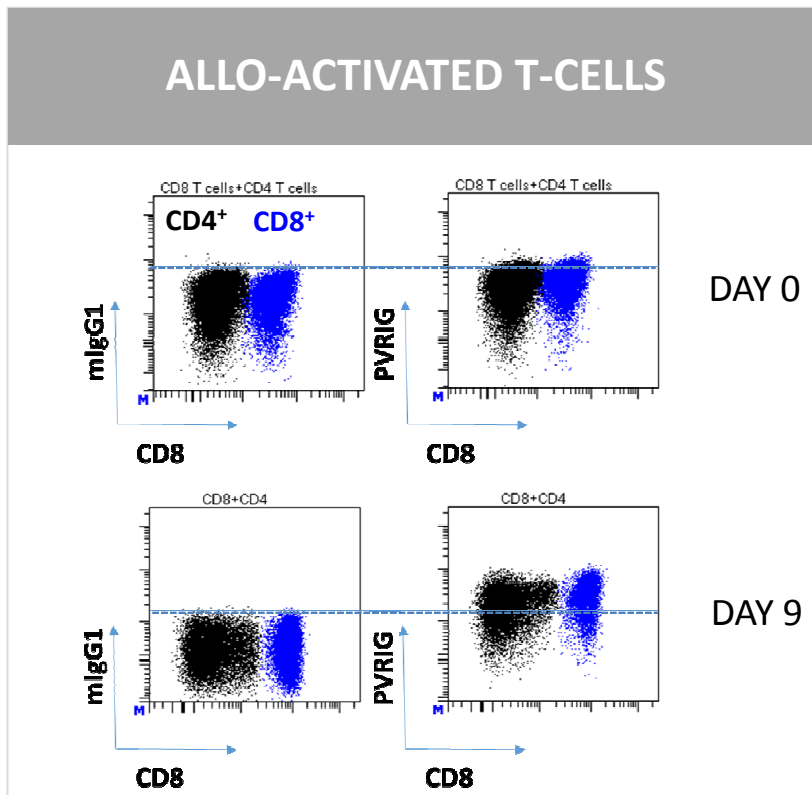 ALLO-ACTIVATED T-CELLS
CD8 T cells+CD4 T cells
CD8 T cells+CD4 T cells
CD4⁺ CD8⁺
mIgG1
PVRIG
DAY 0
M
M
CD8
CD8
CD8+CD4
CD8+CD4
mIgG1
PVRIG
DAY 9
M
M
CD8
CD8